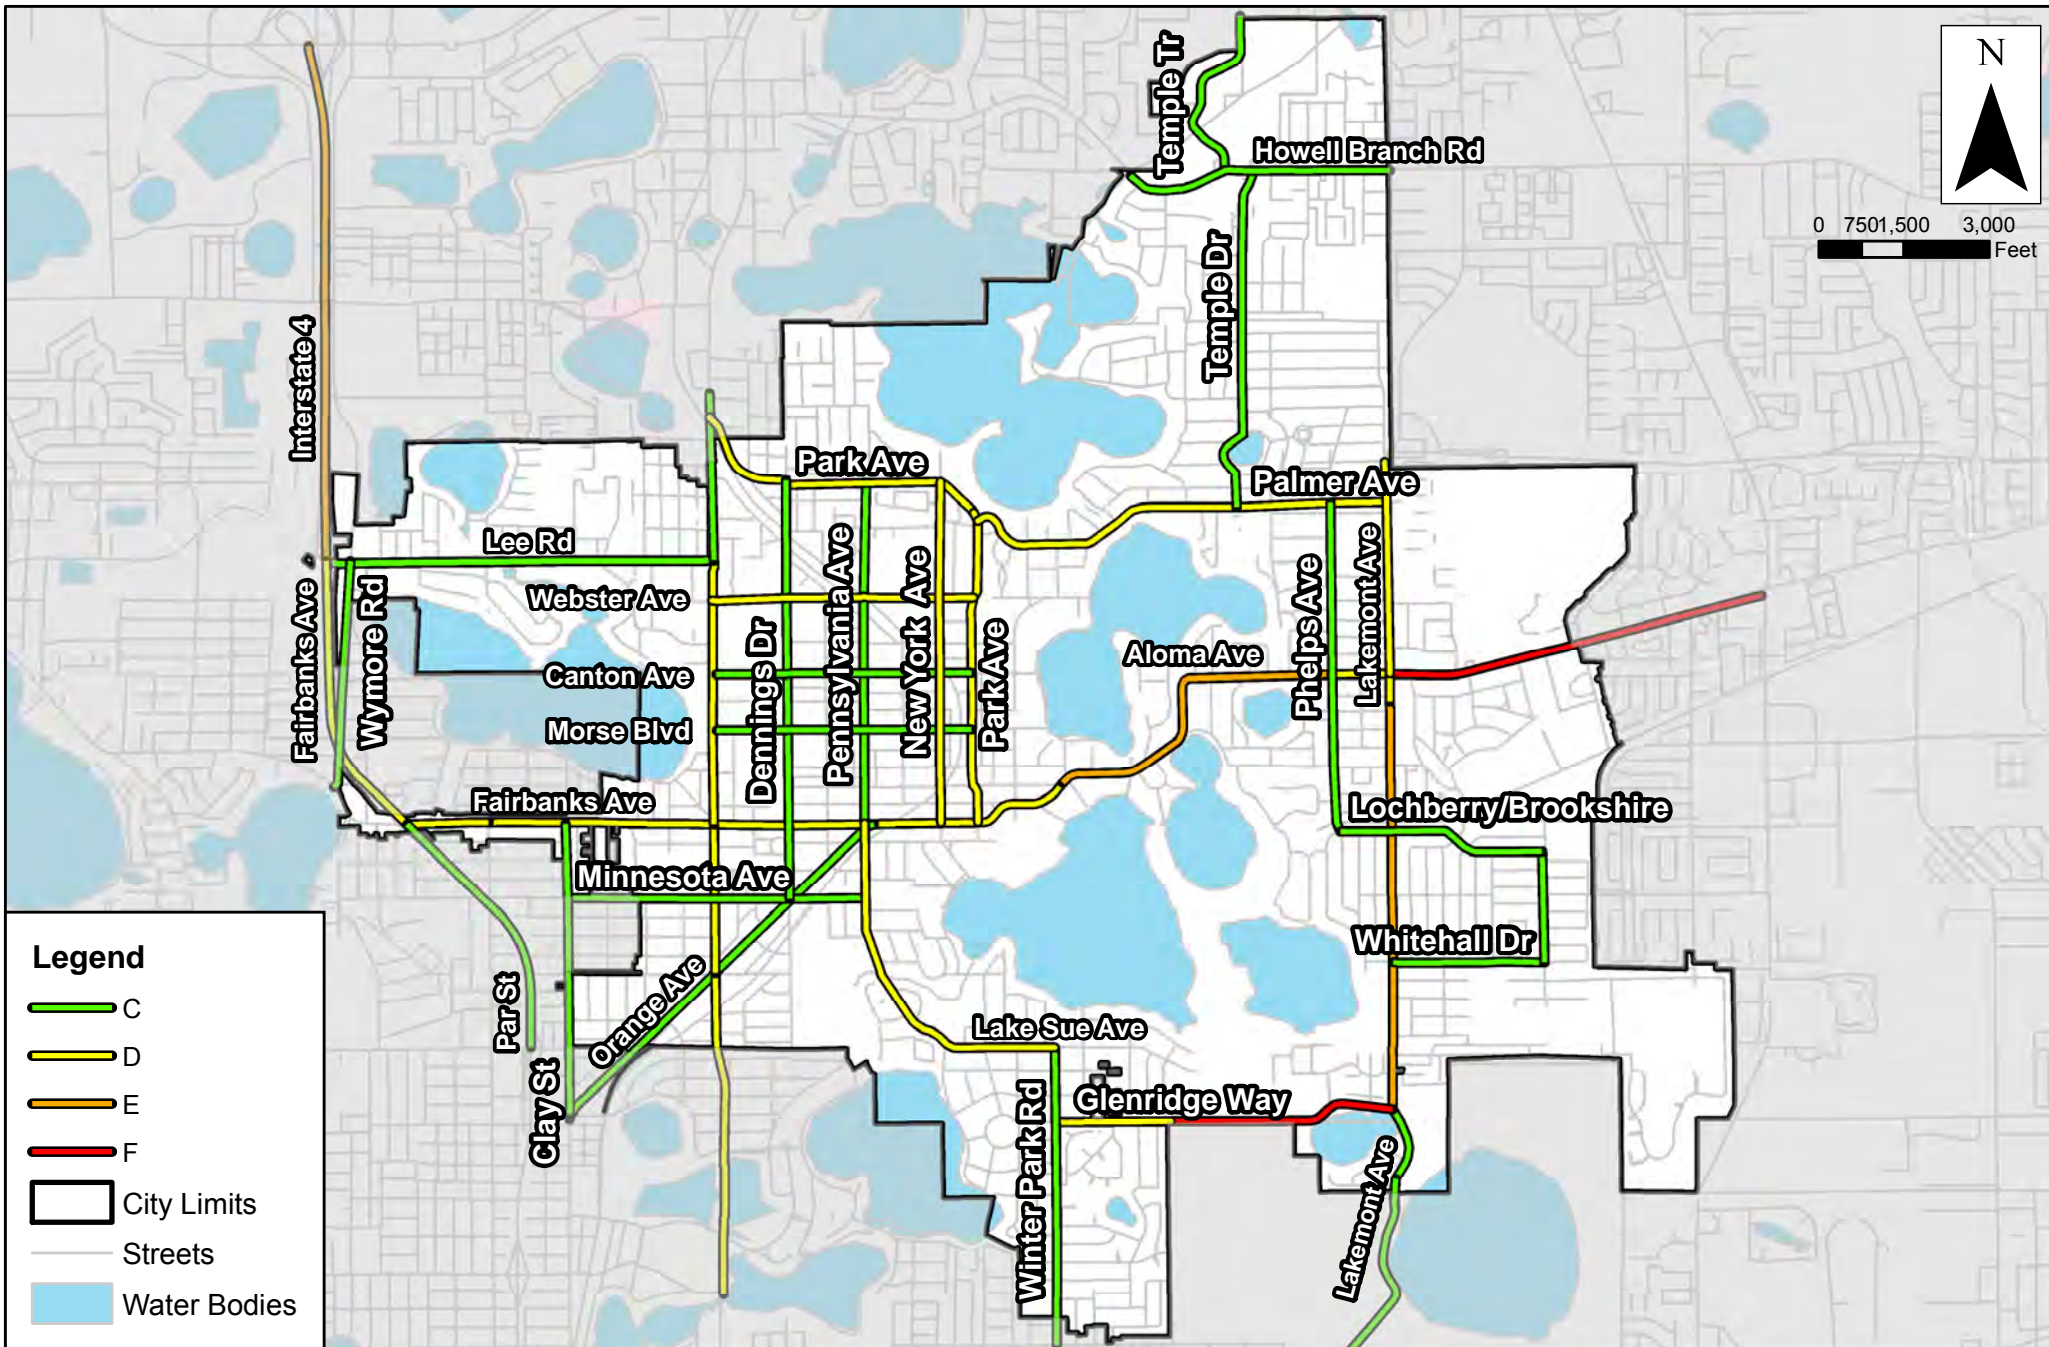 N
0 7501,500 3,000
Feet
Temple Tr
Howell Branch Rd
Temple Dr
Interstate 4
Park Ave
Palmer Ave
Lee Rd
Webster Ave
Fairbanks Ave
Wymore Rd
Canton Ave
Morse Blvd
Dennings Dr
Pennsylvania Ave
New York Ave
Park Ave
Aloma Ave
Phelps Ave
Lakemont Ave
Fairbanks Ave
Lochberry/Brookshire
Minnesota Ave
Whitehall Dr
Par St
Orange Ave
Clay St
Lake Sue Ave
Winter Park Rd
Glenridge Way
Lakemont Ave
Legend
C
D
E
F
City Limits
Streets
Water Bodies